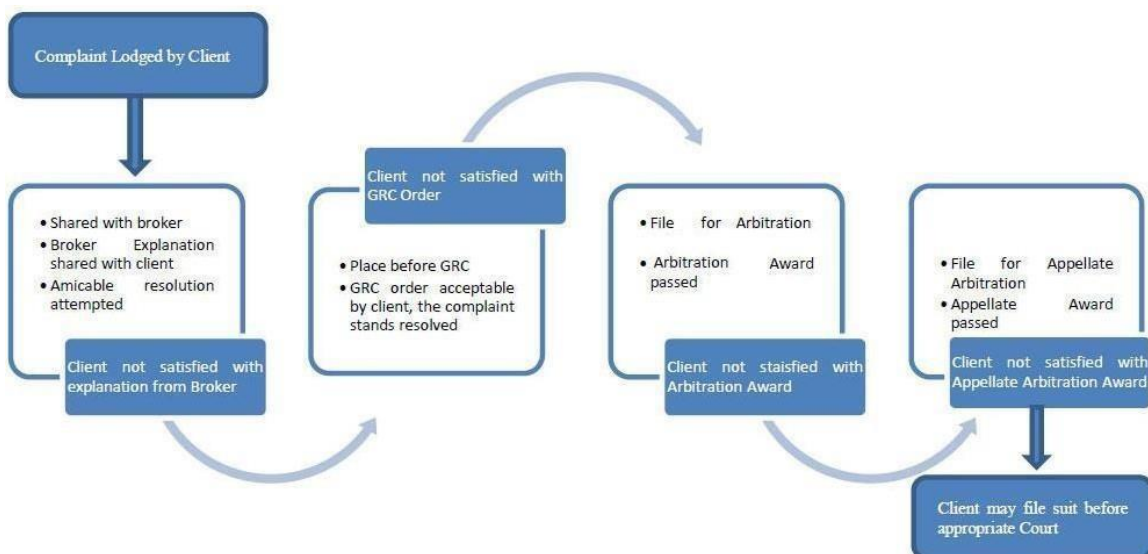 Complaint Lodged by Client
• Shared with broker
• Broker Explanation
shared with client
• Amicable resolution
attempted
Client not satisfied with
explanation from Broker
Client not satisfied with
GRC Order
• Place before GRC
• GRC order acceptable
by client, the complaint
stands resolved
• File for Arbitration
• Arbitration Award
passed
Client not staisfied with
Arbitration Award
• File for Appellate
Arbitration
• Appellate Award
passed
Client not satisfied with
Appellate Arbitration Award
Client may file suit before
appropriate Court